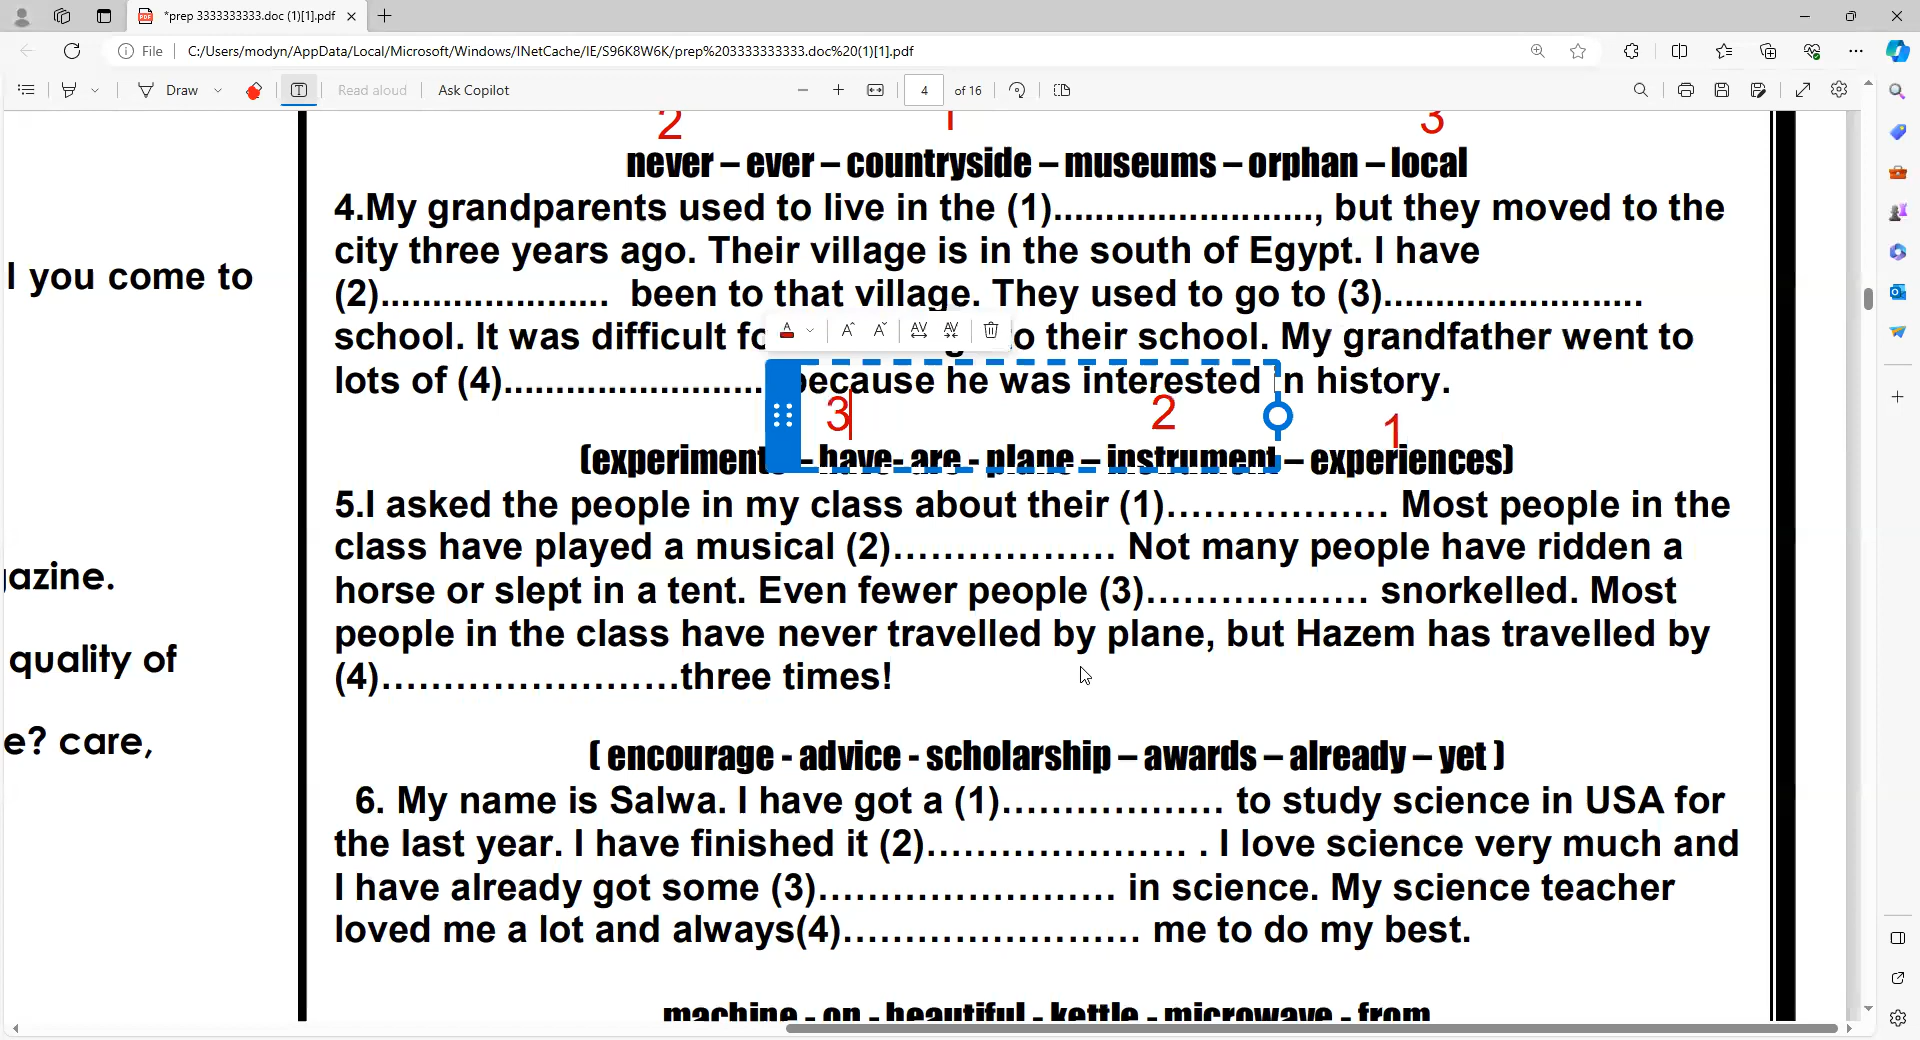 *prep 3333333333.doc (1)[1].pdf
File
C:/Users/modyn/AppData/Local/Microsoft/Windows/INetCache/IE/S96K8W6K/prep%203333333333.doc%20(1)[1].pdf
Draw
Read aloud
Ask Copilot
4
of 16
2 1 3
never – ever – countryside – museums – orphan – local
4.My grandparents used to live in the (1)........................., but they moved to the
city three years ago. Their village is in the south of Egypt. I have
(2)...................... been to that village. They used to go to (3).........................
school. It was difficult to their school. My grandfather went to
lots of (4)......................... because he was interested in history.
3 2 1
(experiments – have- are - plane – instrument – experiences)
5.I asked the people in my class about their (1)……………… Most people in the
class have played a musical (2)……………… Not many people have ridden a
horse or slept in a tent. Even fewer people (3)……………… snorkelled. Most
people in the class have never travelled by plane, but Hazem has travelled by
(4)……………………three times!
( encourage - advice - scholarship – awards – already – yet )
6. My name is Salwa. I have got a (1)……………… to study science in USA for
the last year. I have finished it (2)………………… . I love science very much and
I have already got some (3)…………………… in science. My science teacher
loved me a lot and always(4)…………………… me to do my best.
machine - on - beautiful - kettle - microwave - from
l you come to
azine.
quality of
e? care,